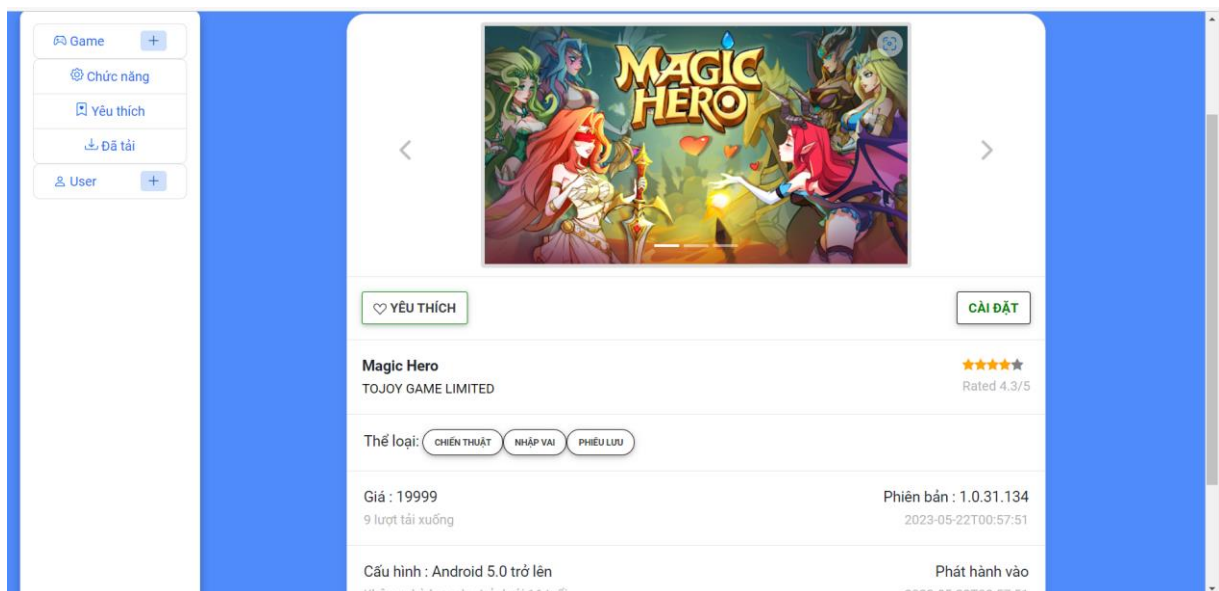 Game +
Chức năng
Yêu thích
Đã tải
User +
MAGIC
HERO
YÊU THÍCH
CÀI ĐẶT
Magic Hero
TOJOY GAME LIMITED
Rated 4.3/5
Thể loại: CHIẾN THUẬT NHẬP VAI PHIÊU LƯU
Giá : 19999
Phiên bản : 1.0.31.134
9 lượt tải xuống
2023-05-22T00:57:51
Cấu hình : Android 5.0 trở lên
Phát hành vào